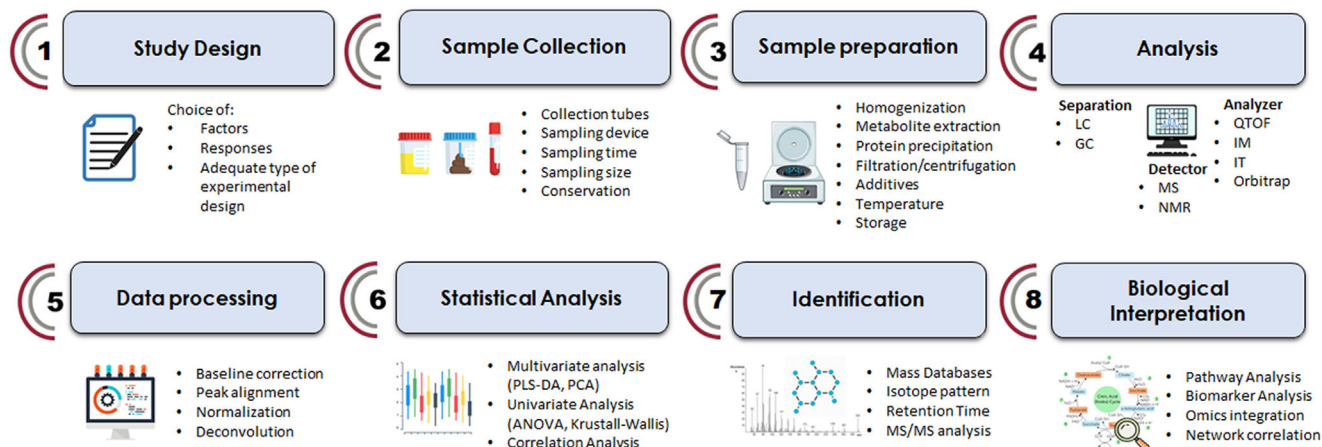 1
Study Design
Choice of:
• Factors
• Responses
• Adequate type of
experimental
design
2
Sample Collection
• Collection tubes
• Sampling device
• Sampling time
• Sampling size
• Conservation
3
Sample preparation
• Homogenization
• Metabolite extraction
• Protein precipitation
• Filtration/centrifugation
• Additives
• Temperature
• Storage
4
Analysis
Separation
• LC
• GC
Detector
• MS
• NMR
Analyzer
• QTOF
• IM
• IT
• Orbitrap
5
Data processing
• Baseline correction
• Peak alignment
• Normalization
• Deconvolution
6
Statistical Analysis
• Multivariate analysis
(PLS-DA, PCA)
• Univariate Analysis
(ANOVA, Krustall-Wallis)
• Correlation Analysis
7
Identification
• Mass Databases
• Isotope pattern
• Retention Time
• MS/MS analysis
8
Biological
Interpretation
Citric Acid
• Pathway Analysis
• Biomarker Analysis
• Omics integration
• Network correlation